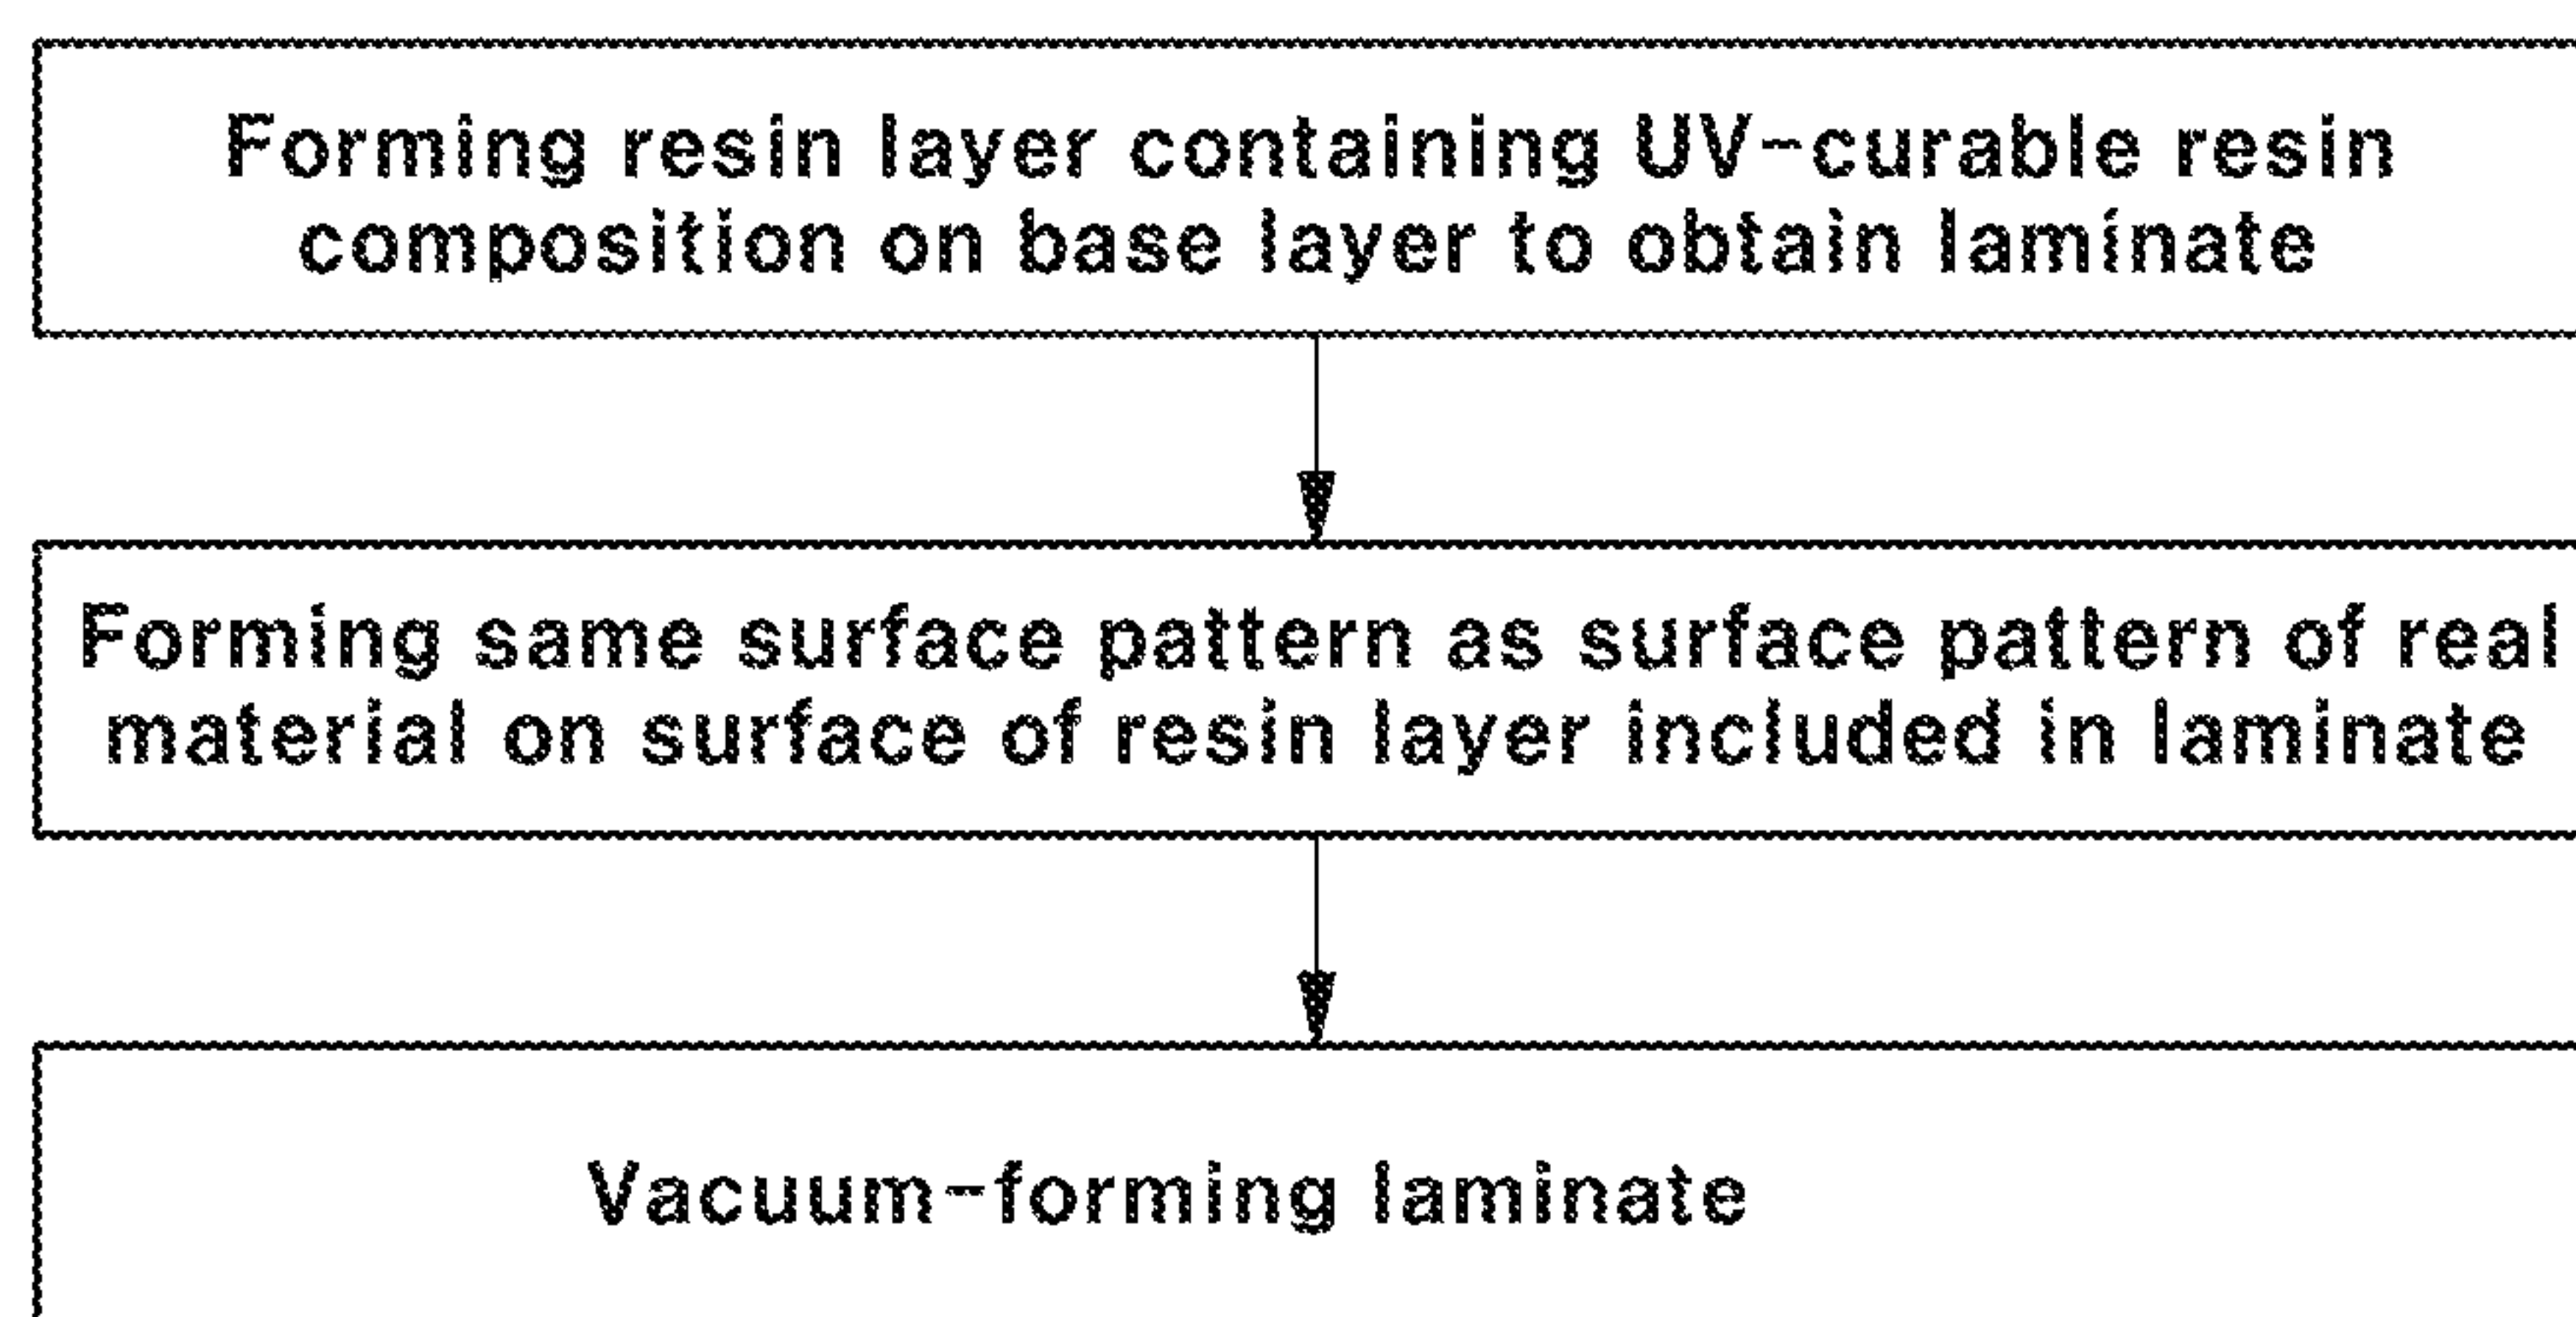 Forming resin layer containing UV-curable resin
composition on base layer to obtain laminate
Forming same surface pattern as surface pattern of real
material on surface of resin layer included in laminate
Vacuum-forming laminate